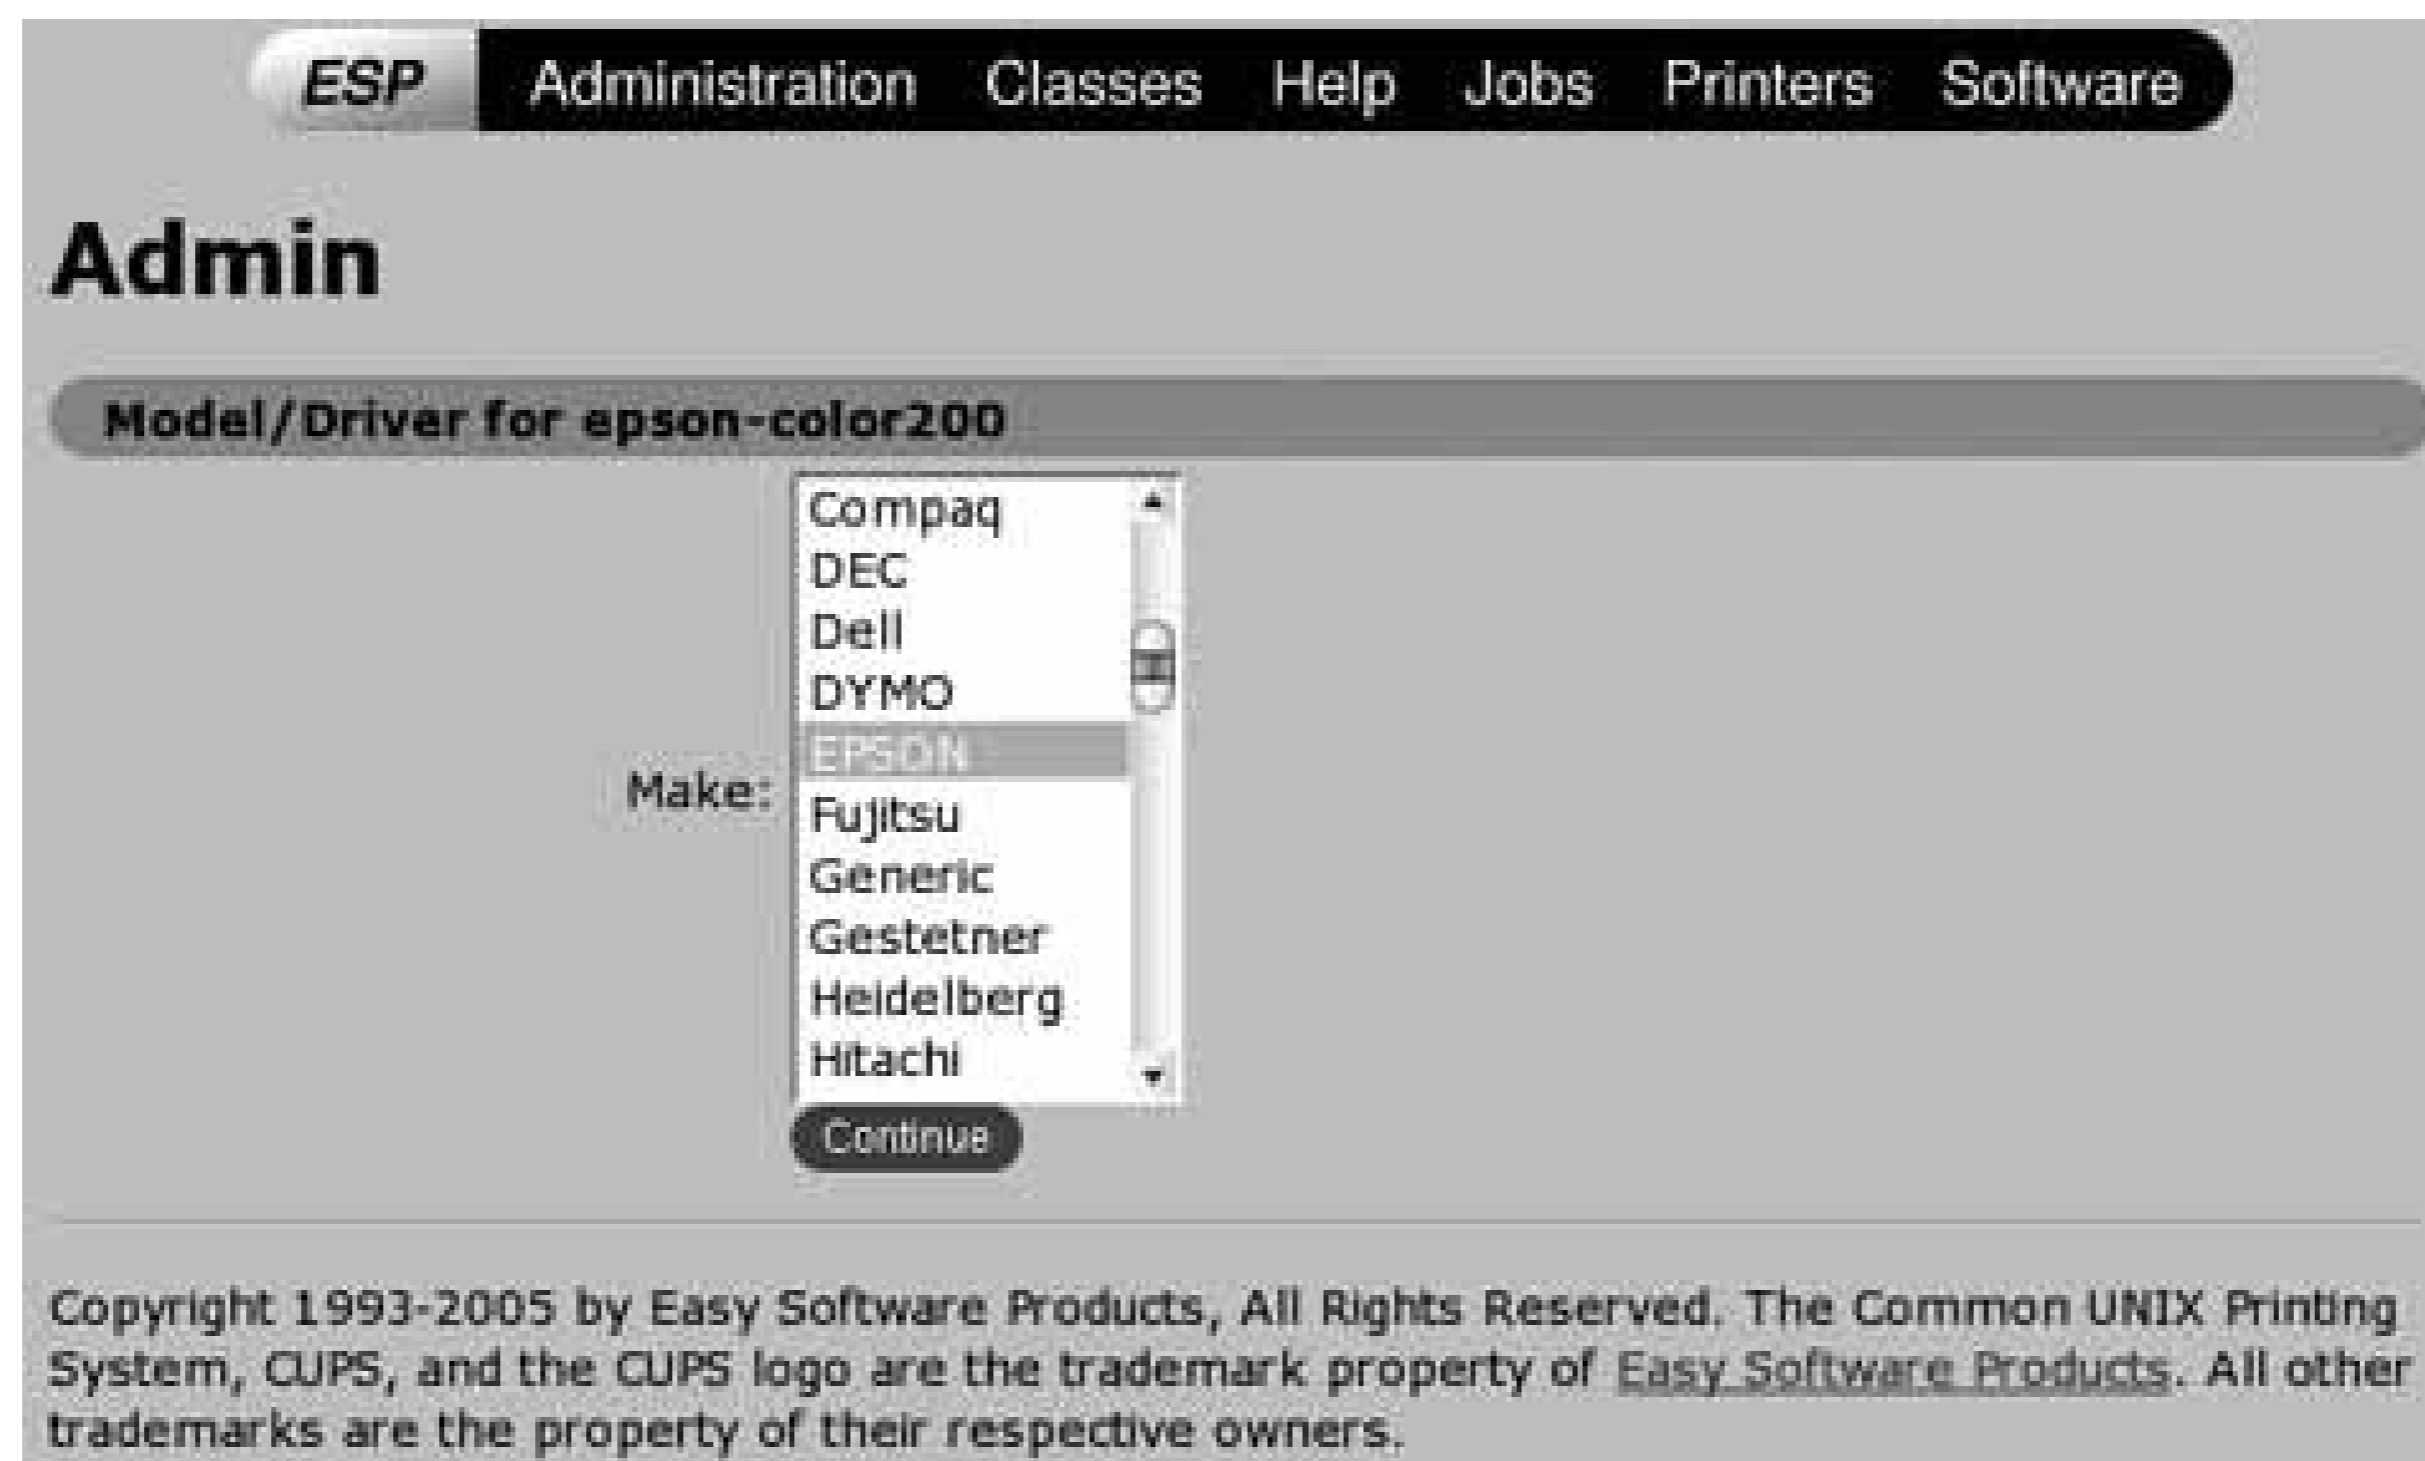 ESP Administration Classes Help Jobs Printers Software
Admin
Model/Driver for epson-color200
Compaq
DEC
Dell
DYMO
EPSON
Make:
Fujitsu
Generic
Gestetner
Heidelberg
Hitachi
Continue
Copyright 1993-2005 by Easy Software Products, All Rights Reserved. The Common UNIX Printing
System, CUPS, and the CUPS logo are the trademark property of Easy Software Products. All other
trademarks are the property of their respective owners.